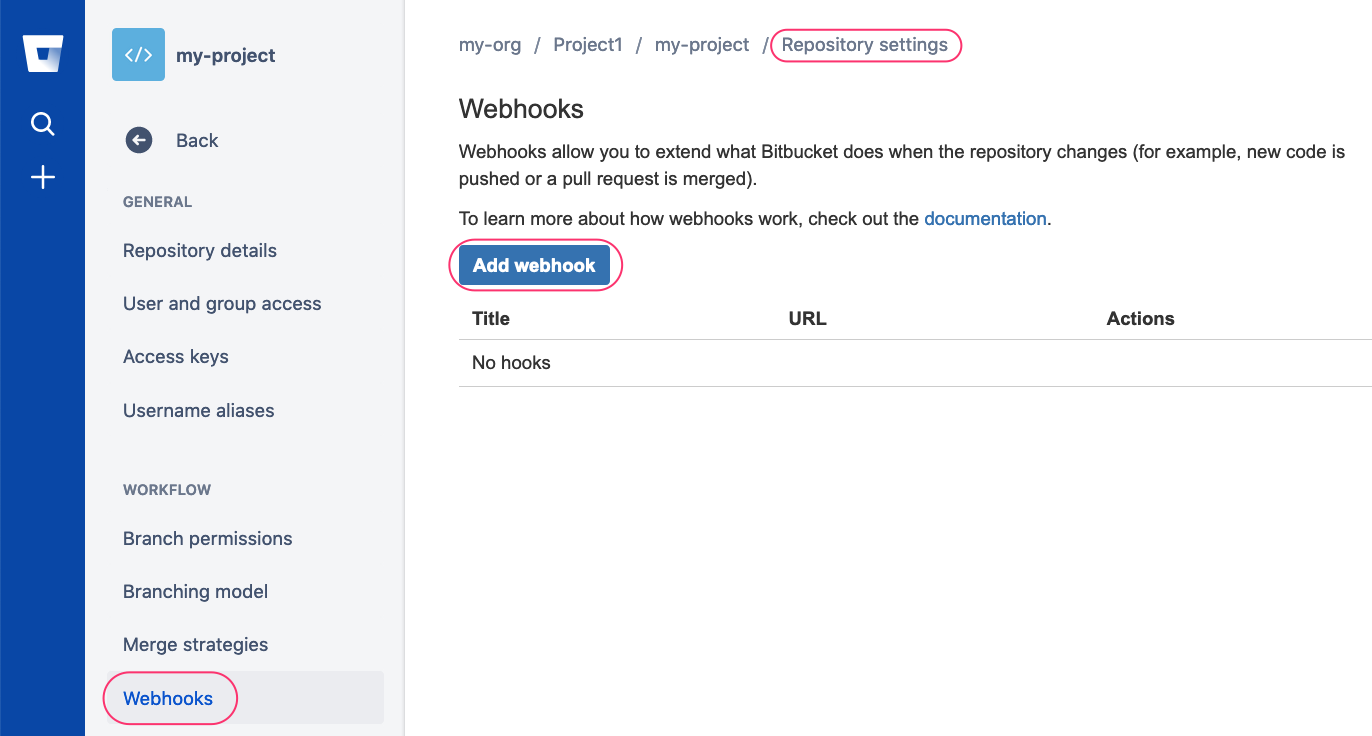 </> my-project
Back
GENERAL
Repository details
User and group access
Access keys
Username aliases
WORKFLOW
Branch permissions
Branching model
Merge strategies
Webhooks
my-org / Project1 / my-project / Repository settings
Webhooks
Webhooks allow you to extend what Bitbucket does when the repository changes (for example, new code is
pushed or a pull request is merged).
To learn more about how webhooks work, check out the documentation.
Add webhook
Title URL Actions
No hooks